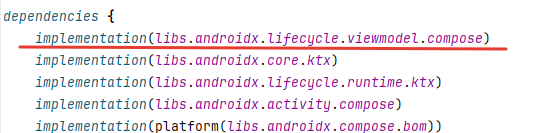 dependencies {
    implementation(libs.androidx.lifecycle.viewmodel.compose)
    implementation(libs.androidx.core.ktx)
    implementation(libs.androidx.lifecycle.runtime.ktx)
    implementation(libs.androidx.activity.compose)
    implementation(platform(libs.androidx.compose.bom))